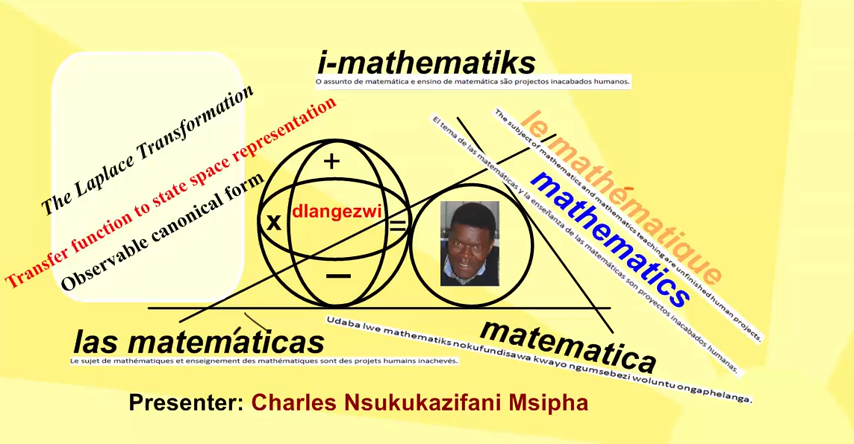 i-mathematiks
O assunto de matemática e ensino de matemática são projectos inacabados humanos.
The Laplace Transformation
Transfer function to state space representation
Observable canonical form
+
x
dlangezwi
=
−
le mathématique
The subject of mathematics and mathematics teaching are unfinished human projects.
mathematics
El tema de las matemáticas y la enseñanza de las matemáticas son proyectos inacabados humanas.
matematica
Udaba lwe mathematiks nokufundisawa kwayo ngumsebezi woluntu ongaphelanga.
las matemáticas
Le sujet de mathématiques et enseignement des mathématiques sont des projets humains inachevés.
Presenter: Charles Nsukukazifani Msipha